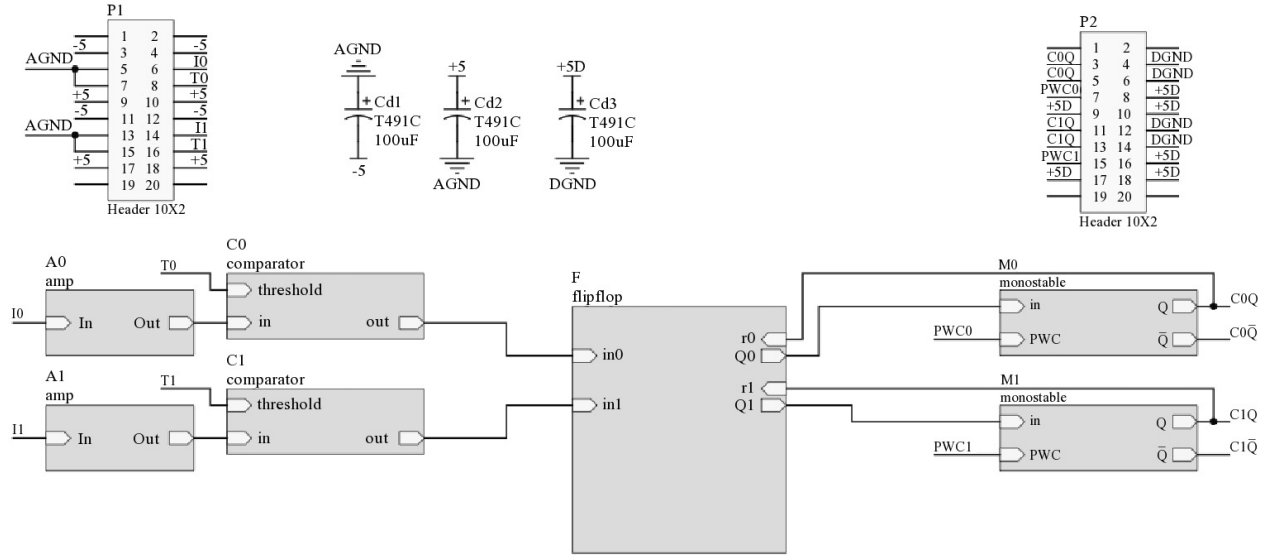 P1
1 2
-5 3 4 -5
AGND 5 6 I0
7 8 T0
+5 9 10 +5
-5 11 12 -5
AGND 13 14 I1
15 16 T1
+5 17 18 +5
19 20
Header 10X2
AGND
+ Cd1
T491C
100uF
-5
+5
+ Cd2
T491C
100uF
AGND
+5D
+ Cd3
T491C
100uF
DGND
P2
1 2
C0Q 3 4 DGND
C0Q 5 6 DGND
PWC0 7 8 +5D
+5D 9 10 +5D
C1Q 11 12 DGND
C1Q 13 14 DGND
PWC1 15 16 +5D
+5D 17 18 +5D
19 20
Header 10X2
A0
amp
I0
In Out
T0
C0
comparator
threshold
in out
A1
amp
I1
In Out
T1
C1
comparator
threshold
in out
F
flipflop
in0
in1
r0
Q0
r1
Q1
M0
monostable
in Q
PWC0
PWC Q̅
C0Q
C0Q̅
M1
monostable
in Q
PWC1
PWC Q̅
C1Q
C1Q̅